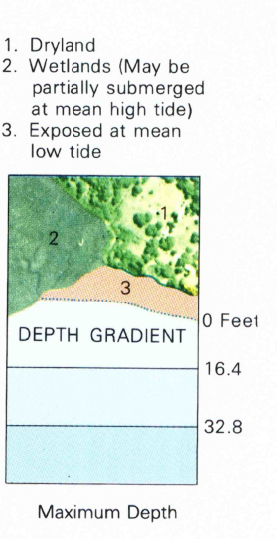 1. Dryland
2. Wetlands (May be
partially submerged
at mean high tide)
3. Exposed at mean
low tide
1
2
3
0 Feet
DEPTH GRADIENT
16.4
32.8
Maximum Depth